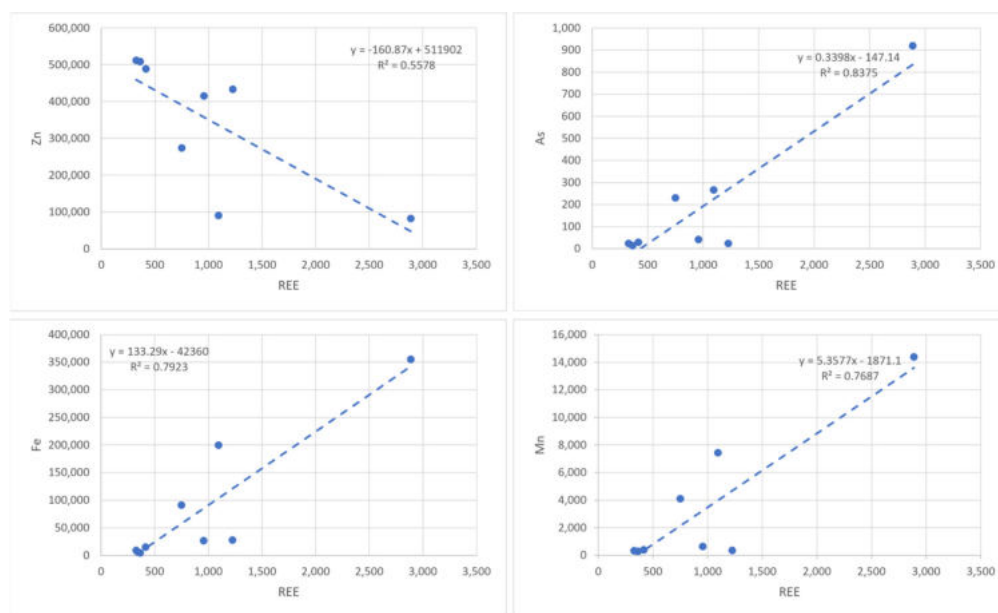 600,000
500,000
400,000
300,000
200,000
100,000
0
Zn
y = -160.87x + 511902
R² = 0.5578
0 500 1,000 1,500 2,000 2,500 3,000 3,500
REE
1,000
900
800
700
600
500
400
300
200
100
0
As
y = 0.3398x - 147.14
R² = 0.8375
0 500 1,000 1,500 2,000 2,500 3,000 3,500
REE
400,000
350,000
300,000
250,000
200,000
150,000
100,000
50,000
0
Fe
y = 133.29x - 42360
R² = 0.7923
0 500 1,000 1,500 2,000 2,500 3,000 3,500
REE
16,000
14,000
12,000
10,000
8,000
6,000
4,000
2,000
0
Mn
y = 5.3577x - 1871.1
R² = 0.7687
0 500 1,000 1,500 2,000 2,500 3,000 3,500
REE